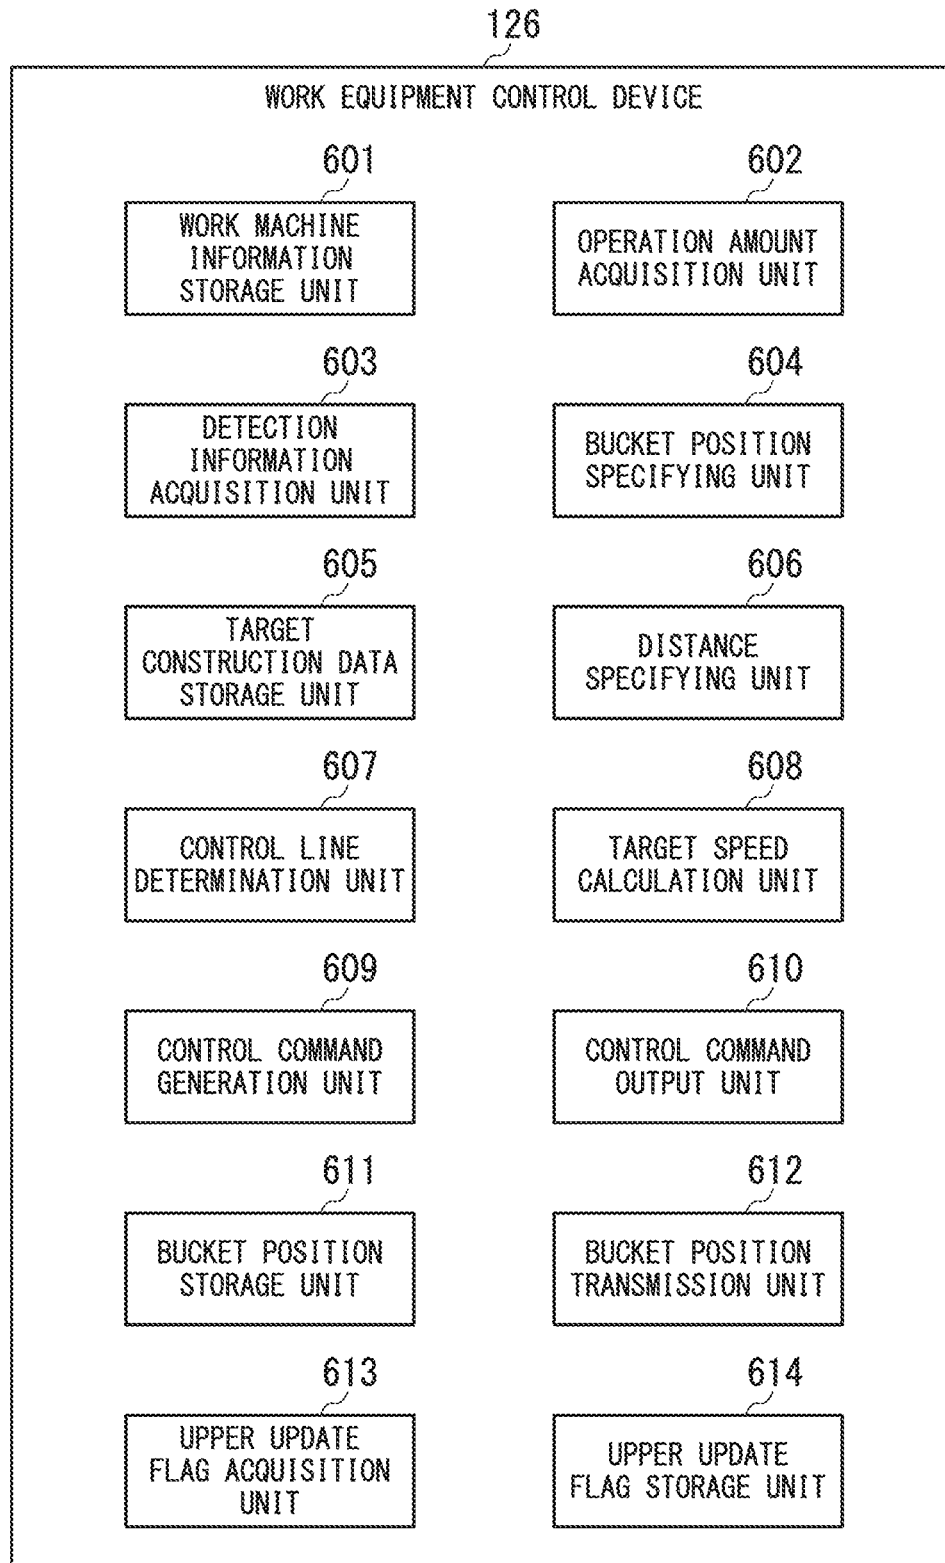 126
WORK EQUIPMENT CONTROL DEVICE
601
WORK MACHINE
INFORMATION
STORAGE UNIT
602
OPERATION AMOUNT
ACQUISITION UNIT
603
DETECTION
INFORMATION
ACQUISITION UNIT
604
BUCKET POSITION
SPECIFYING UNIT
605
TARGET
CONSTRUCTION DATA
STORAGE UNIT
606
DISTANCE
SPECIFYING UNIT
607
CONTROL LINE
DETERMINATION UNIT
608
TARGET SPEED
CALCULATION UNIT
609
CONTROL COMMAND
GENERATION UNIT
610
CONTROL COMMAND
OUTPUT UNIT
611
BUCKET POSITION
STORAGE UNIT
612
BUCKET POSITION
TRANSMISSION UNIT
613
UPPER UPDATE
FLAG ACQUISITION
UNIT
614
UPPER UPDATE
FLAG STORAGE UNIT